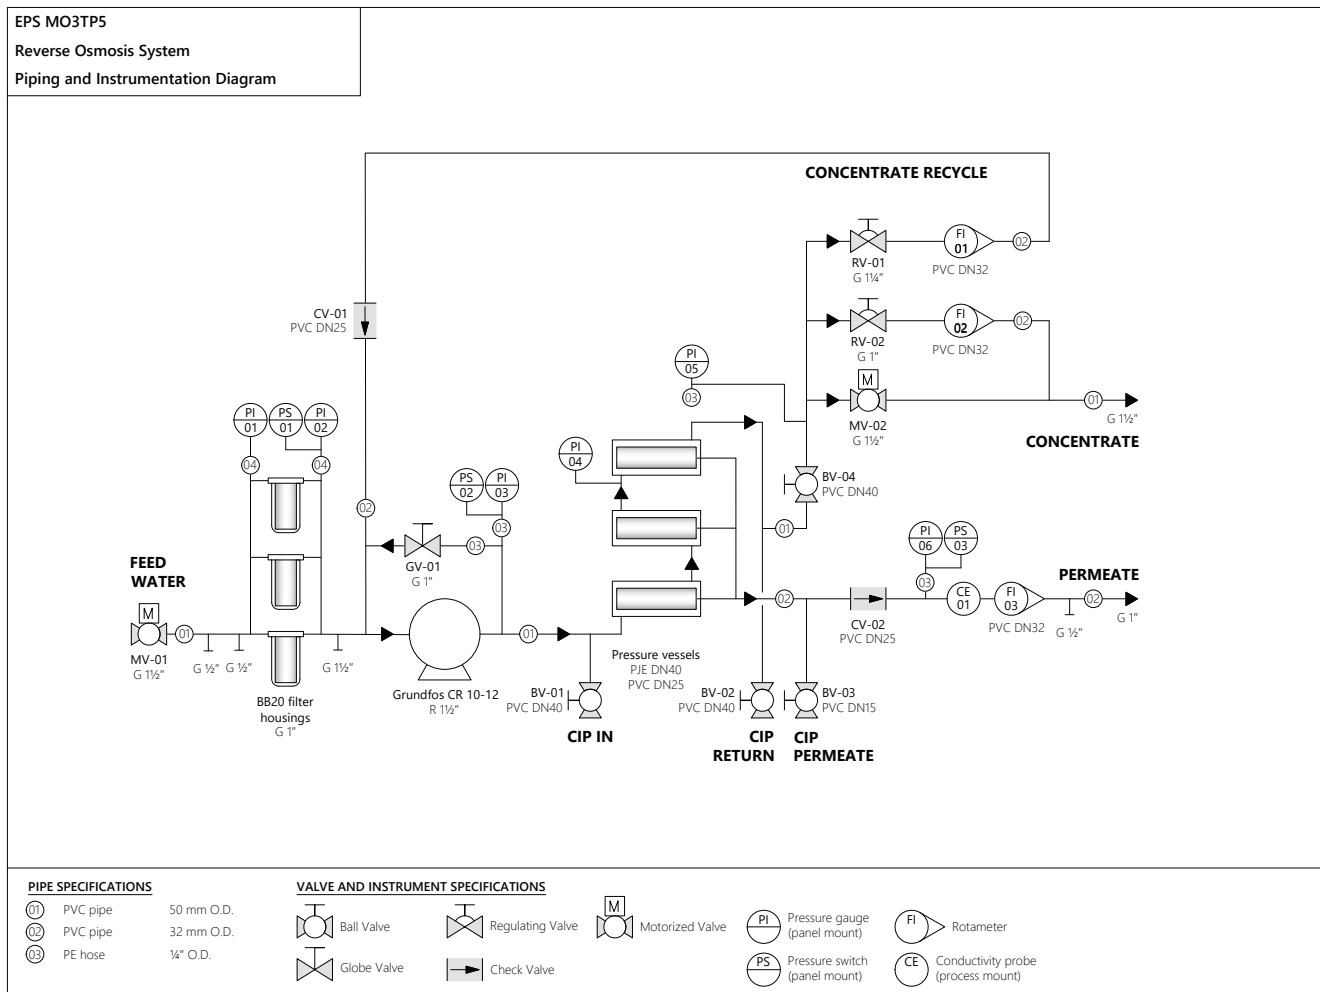 EPS MO3TP5
Reverse Osmosis System
Piping and Instrumentation Diagram
CONCENTRATE RECYCLE
RV-01
G 1¼"
FI
01
PVC DN32
02
CV-01
PVC DN25
RV-02
G 1"
FI
02
PVC DN32
02
PI
05
03
M
MV-02
G 1½"
01
G 1½"
CONCENTRATE
PI
01
PS
01
PI
02
04
04
PI
04
PS
02
PI
03
03
03
02
GV-01
G 1"
BV-04
PVC DN40
01
PI
06
PS
03
03
FEED
WATER
M
MV-01
G 1½"
01
G ½"
G ½"
G 1½"
BB20 filter
housings
G 1"
Grundfos CR 10-12
R 1½"
01
BV-01
PVC DN40
CIP IN
Pressure vessels
PJE DN40
PVC DN25
02
CV-02
PVC DN25
CE
01
FI
03
PVC DN32
G ½"
02
G 1"
PERMEATE
BV-02
PVC DN40
CIP
RETURN
BV-03
PVC DN15
CIP
PERMEATE
PIPE SPECIFICATIONS
01 PVC pipe 50 mm O.D.
02 PVC pipe 32 mm O.D.
03 PE hose ¼" O.D.
VALVE AND INSTRUMENT SPECIFICATIONS
Ball Valve
Globe Valve
Regulating Valve
Check Valve
M
Motorized Valve
PI
Pressure gauge
(panel mount)
PS
Pressure switch
(panel mount)
FI
Rotameter
CE
Conductivity probe
(process mount)